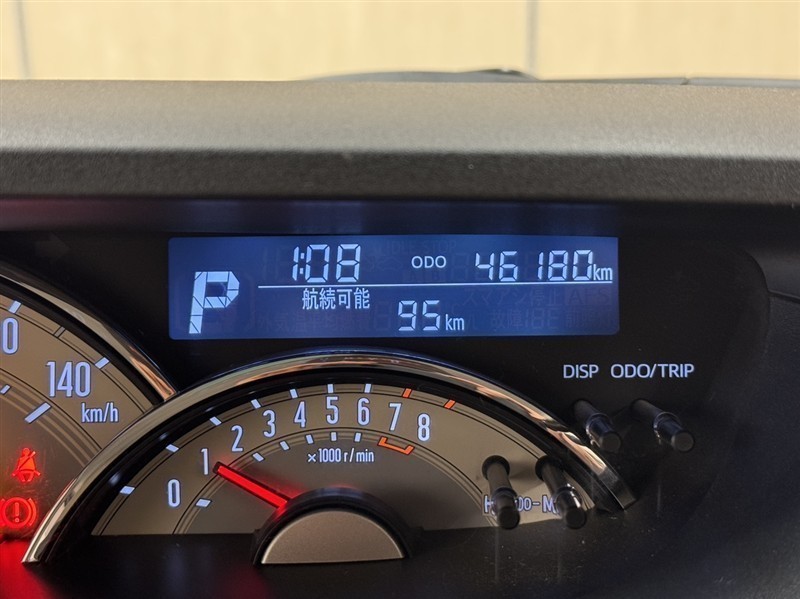 1:08 ODO 46180km
P
航続可能
95km
DISP ODO/TRIP
140
km/h
0 1 2 3 4 5 6 7 8
×1000 r/min